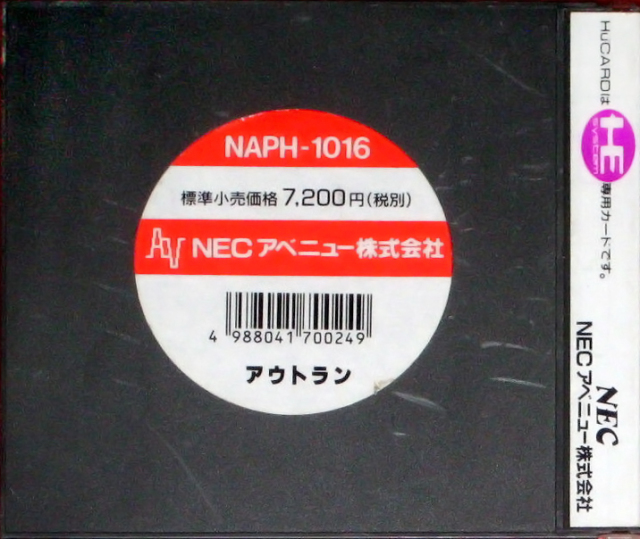 NAPH-1016
標準小売価格 7,200円(税別)
NECアベニュー株式会社
4 988041 700249
アウトラン
HuCARDは HE system 専用カードです。
NEC
NECアベニュー株式会社